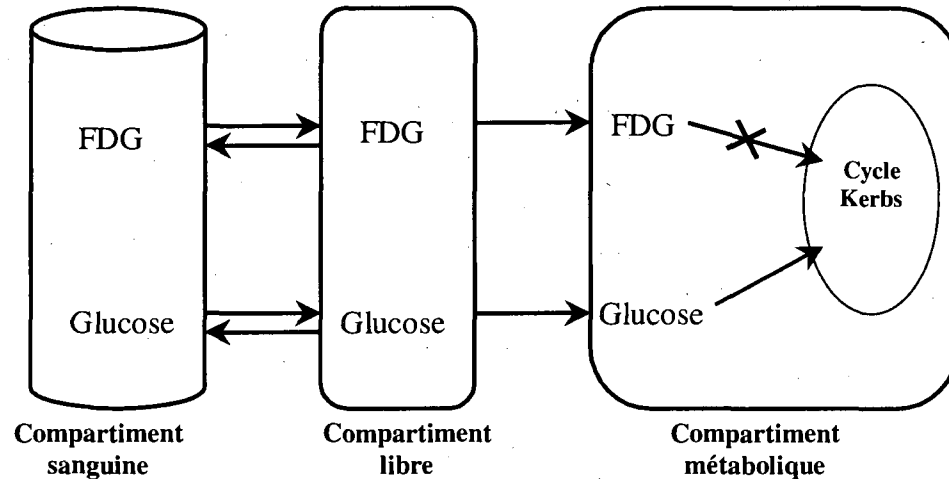 FDG
FDG
FDG
Cycle
Kerbs
Glucose
Glucose
Glucose
Compartiment
sanguine
Compartiment
libre
Compartiment
métabolique